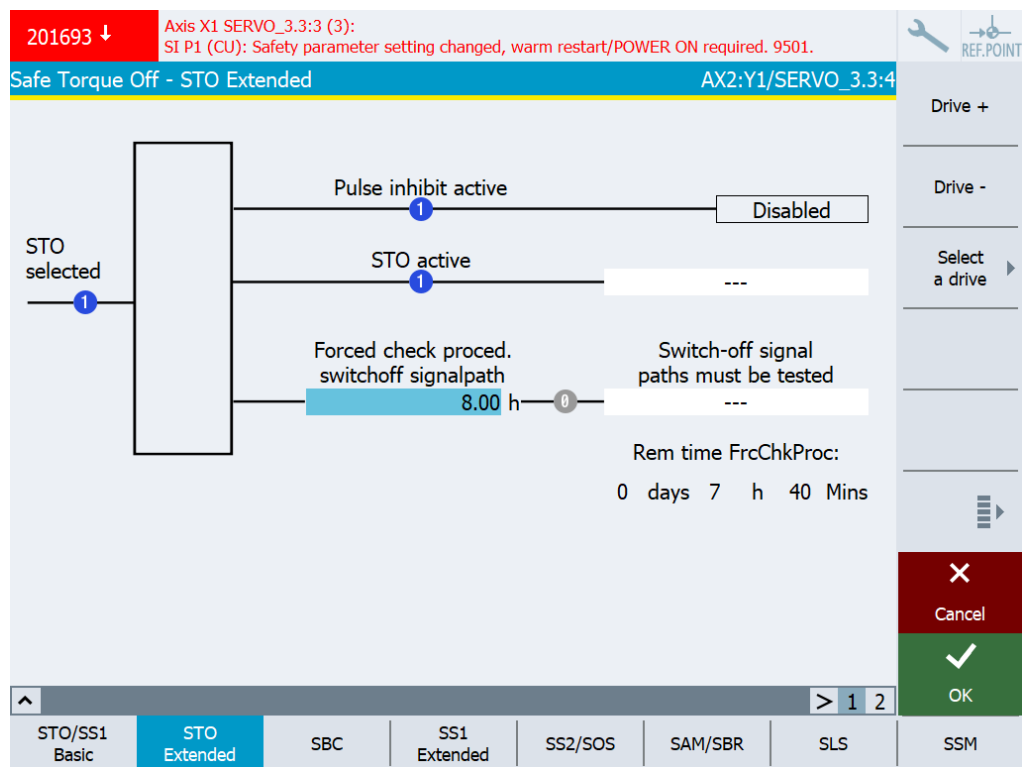 201693
Axis X1 SERVO_3.3:3 (3):
SI P1 (CU): Safety parameter setting changed, warm restart/POWER ON required. 9501.
REF.POINT
Safe Torque Off - STO Extended
AX2:Y1/SERVO_3.3:4
Drive +
Drive -
Select
a drive
Pulse inhibit active
1
Disabled
STO
selected
1
STO active
1
---
Forced check proced.
switchoff signalpath
8.00 h
0
Switch-off signal
paths must be tested
---
Rem time FrcChkProc:
0 days 7 h 40 Mins
Cancel
OK
> 1 2
STO/SS1
Basic
STO
Extended
SBC
SS1
Extended
SS2/SOS
SAM/SBR
SLS
SSM